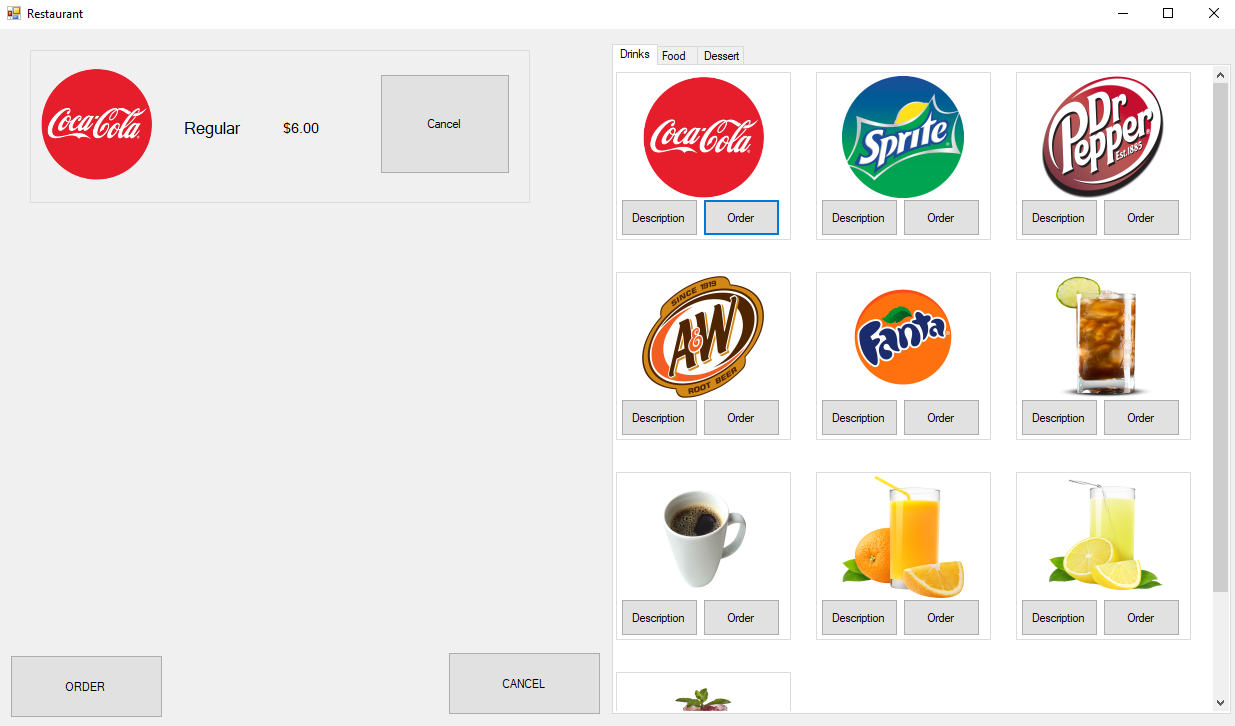 Restaurant
Coca-Cola
Regular
$6.00
Cancel
ORDER
CANCEL
Drinks
Food
Dessert
Coca-Cola
Sprite
Dr
Pepper
Est.1885
Description
Order
Description
Order
Description
Order
SINCE 1919
A&W
ROOT BEER
Fanta
Description
Order
Description
Order
Description
Order
Description
Order
Description
Order
Description
Order